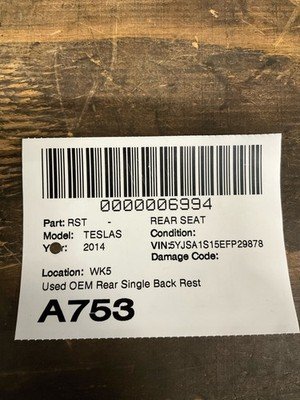 0000006994
Part: RST - REAR SEAT
Model: TESLAS Condition:
Year: 2014 VIN:5YJSA1S15EFP29878
Damage Code:
Location: WK5
Used OEM Rear Single Back Rest
A753